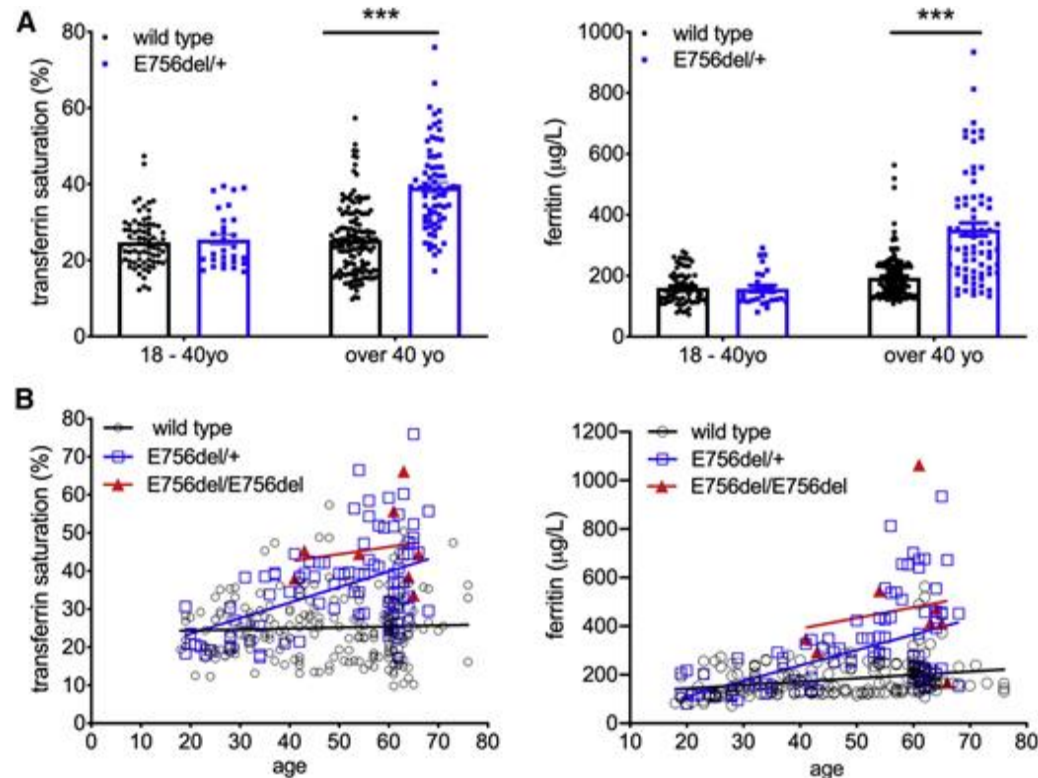 A
***
***
80
60
40
20
0
transferrin saturation (%)
wild type
E756del/+
18 - 40yo
over 40 yo
1000
800
600
400
200
0
ferritin (µg/L)
wild type
E756del/+
18 - 40yo
over 40 yo
B
80
70
60
50
40
30
20
10
0
transferrin saturation (%)
wild type
E756del/+
E756del/E756del
0 10 20 30 40 50 60 70 80
age
1200
1000
800
600
400
200
0
ferritin (µg/L)
wild type
E756del/+
E756del/E756del
10 20 30 40 50 60 70 80
age